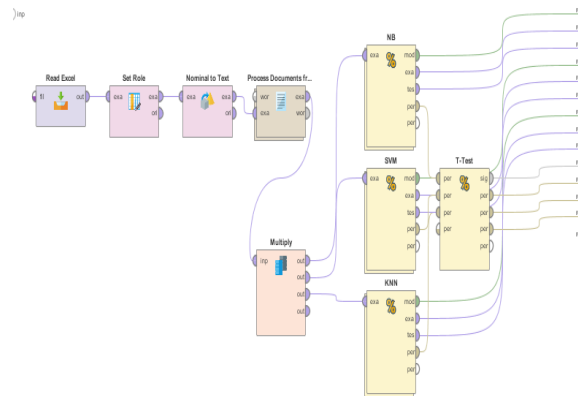 inp
Read Excel
fil
out
Set Role
exa
exa
ori
Nominal to Text
exa
exa
ori
Process Documents fr...
wor
exa
exa
wor
Multiply
inp
out
out
out
out
NB
exa
mod
exa
tes
per
per
SVM
exa
mod
exa
tes
per
per
KNN
exa
mod
exa
tes
per
per
T-Test
per
sig
per
per
per
per
per
per
per